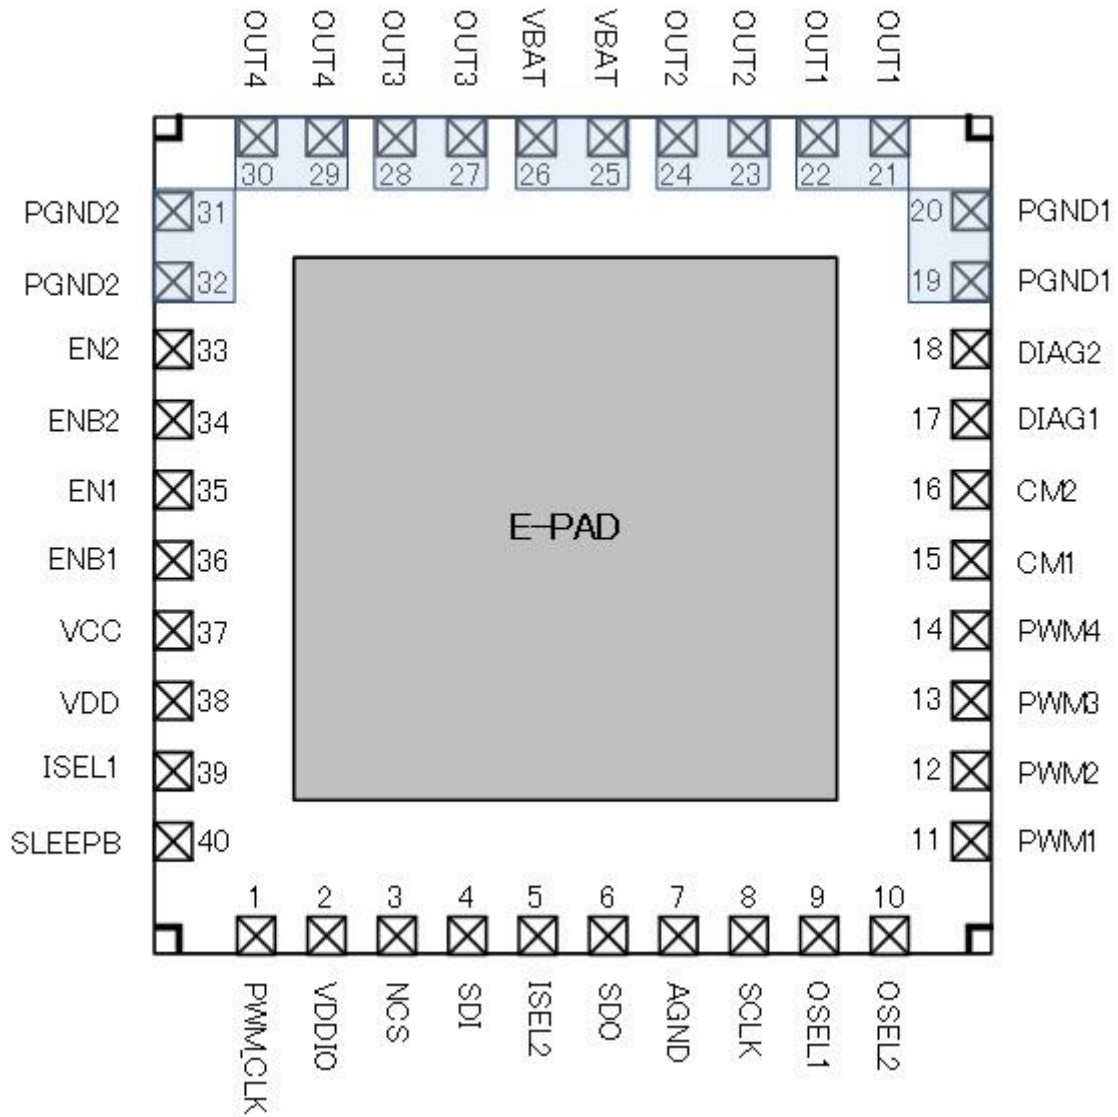 OUT4 OUT4 OUT3 OUT3 VBAT VBAT OUT2 OUT2 OUT1 OUT1
30 29 28 27 26 25 24 23 22 21
PGND2 31 20 PGND1
PGND2 32 19 PGND1
EN2 33 18 DIAG2
ENB2 34 17 DIAG1
EN1 35 16 CM2
E-PAD
ENB1 36 15 CM1
VCC 37 14 PWM4
VDD 38 13 PWM3
ISEL1 39 12 PWM2
SLEEPB 40 11 PWM1
1 2 3 4 5 6 7 8 9 10
PWM_CLK VDDIO NCS SDI ISEL2 SDO AGND SCLK OSEL1 OSEL2